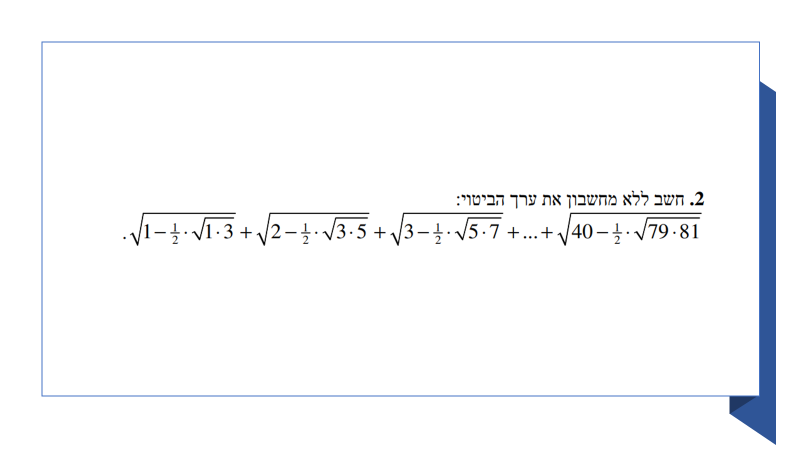 2. חשב ללא מחשבון את ערך הביטוי:
√(1−½·√(1·3)) + √(2−½·√(3·5)) + √(3−½·√(5·7)) + ... + √(40−½·√(79·81)) .